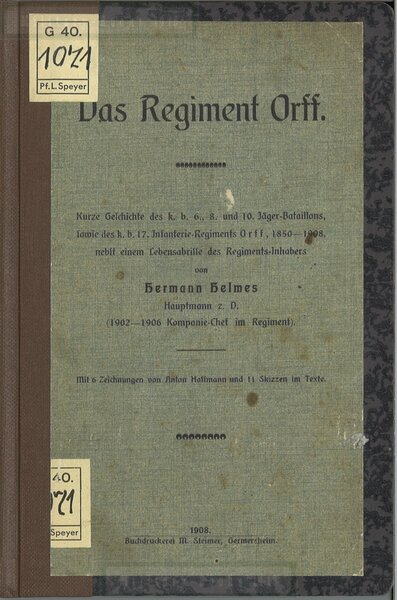 G 40.
1071
Pf.L.Speyer
Das Regiment Orff.
Kurze Geschichte des k. b. 6., 8. und 10. Jäger-Bataillons,
sowie des k. b. 17. Infanterie-Regiments Orff, 1850—1908,
nebst einem Lebensabrisse des Regiments-Inhabers
von
Hermann Helmes
Hauptmann z. D.
(1902—1906 Kompanie-Chef im Regiment).
Mit 6 Zeichnungen von Anton Hoffmann und 11 Skizzen im Texte.
40.
071
Speyer
1908.
Buchdruckerei M. Steimer, Germersheim.